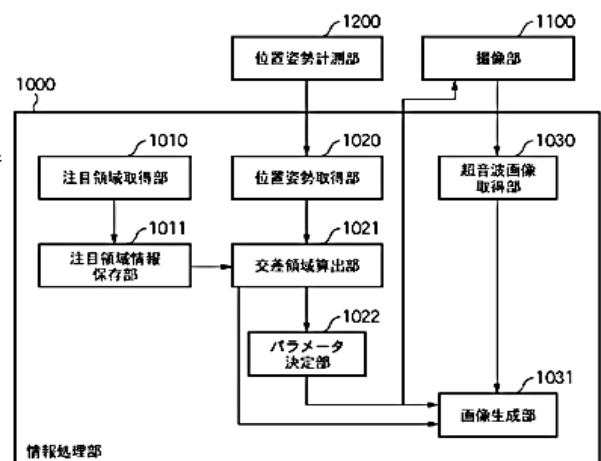 1200
位置姿勢計測部
1100
撮像部
1000
1010
注目領域取得部
1020
位置姿勢取得部
1030
超音波画像
取得部
1011
注目領域情報
保存部
1021
交差領域算出部
1022
パラメータ
決定部
1031
画像生成部
情報処理部